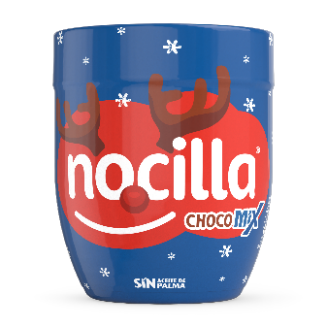 nocilla®
CHOCO MiX
SIN ACEITE DE
PALMA